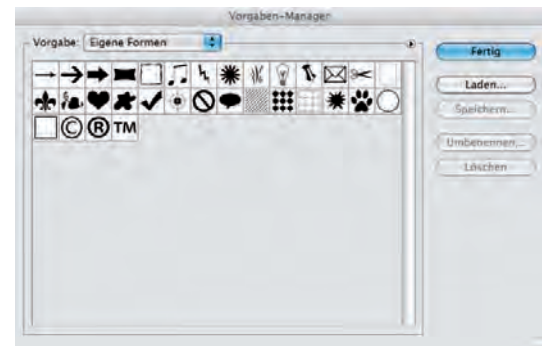 Vorgaben-Manager
Vorgabe: Eigene Formen
Fertig
Laden...
Speichern...
Umbenennen...
Löschen
© ® TM